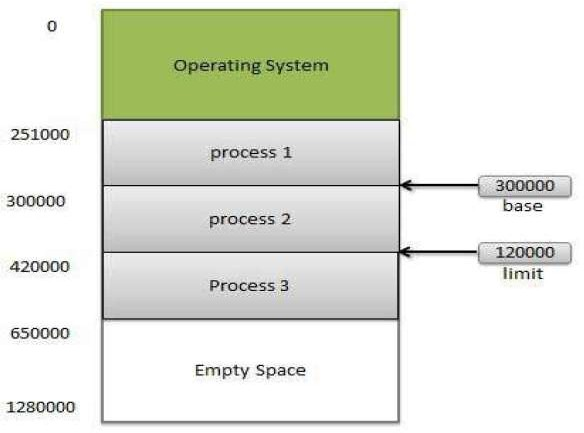 0
Operating System
251000
process 1
300000
300000
base
process 2
420000
120000
limit
Process 3
650000
Empty Space
1280000